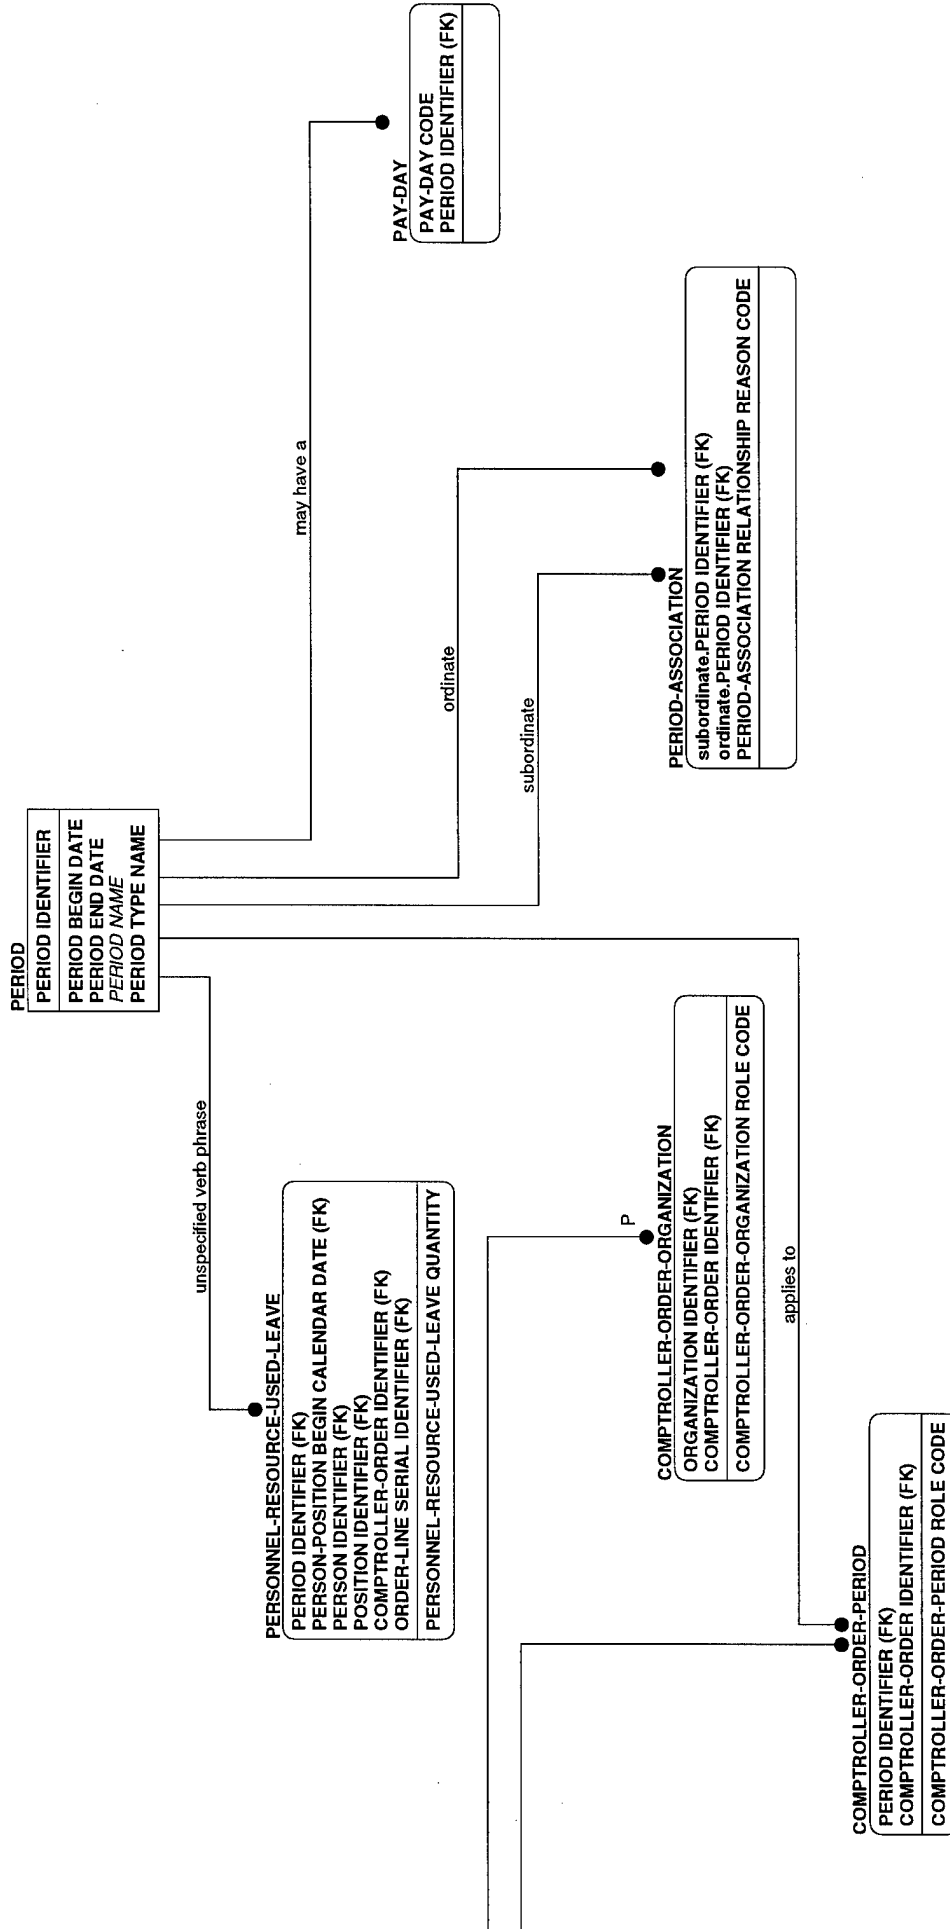 PERIOD
PERIOD IDENTIFIER
PERIOD BEGIN DATE
PERIOD END DATE
PERIOD NAME
PERIOD TYPE NAME
unspecified verb phrase
may have a
PERSONNEL-RESOURCE-USED-LEAVE
PERIOD IDENTIFIER (FK)
PERSON-POSITION BEGIN CALENDAR DATE (FK)
PERSON IDENTIFIER (FK)
POSITION IDENTIFIER (FK)
COMPTROLLER-ORDER IDENTIFIER (FK)
ORDER-LINE SERIAL IDENTIFIER (FK)
PERSONNEL-RESOURCE-USED-LEAVE QUANTITY
PAY-DAY
PAY-DAY CODE
PERIOD IDENTIFIER (FK)
ordinate
subordinate
P
COMPTROLLER-ORDER-ORGANIZATION
ORGANIZATION IDENTIFIER (FK)
COMPTROLLER-ORDER IDENTIFIER (FK)
COMPTROLLER-ORDER-ORGANIZATION ROLE CODE
PERIOD-ASSOCIATION
subordinate.PERIOD IDENTIFIER (FK)
ordinate.PERIOD IDENTIFIER (FK)
PERIOD-ASSOCIATION RELATIONSHIP REASON CODE
applies to
COMPTROLLER-ORDER-PERIOD
PERIOD IDENTIFIER (FK)
COMPTROLLER-ORDER IDENTIFIER (FK)
COMPTROLLER-ORDER-PERIOD ROLE CODE